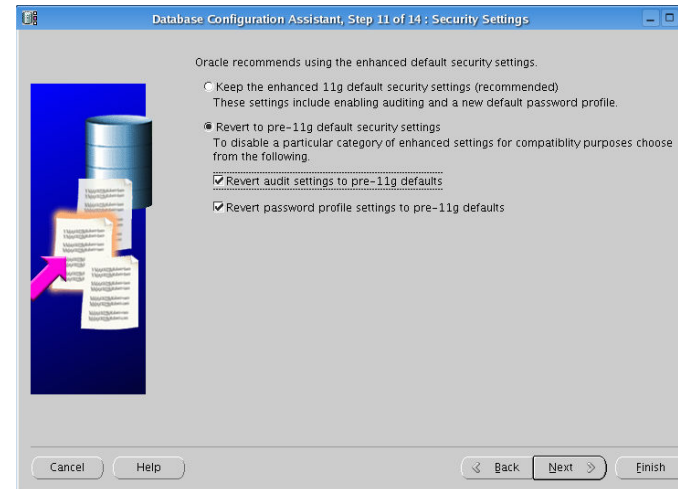 Database Configuration Assistant, Step 11 of 14 : Security Settings
Oracle recommends using the enhanced default security settings.
Keep the enhanced 11g default security settings (recommended)
These settings include enabling auditing and a new default password profile.
Revert to pre-11g default security settings
To disable a particular category of enhanced settings for compatiblity purposes choose
from the following.
Revert audit settings to pre-11g defaults
Revert password profile settings to pre-11g defaults
Cancel
Help
Back
Next
Finish